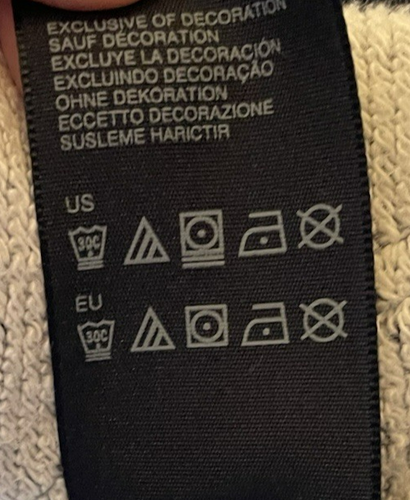 EXCLUSIVE OF DECORATION
SAUF DÉCORATION
EXCLUYE LA DECORACIÓN
EXCLUINDO DECORAÇÃO
OHNE DEKORATION
ECCETTO DECORAZIONE
SUSLEME HARICTIR
US
30C
EU
30C